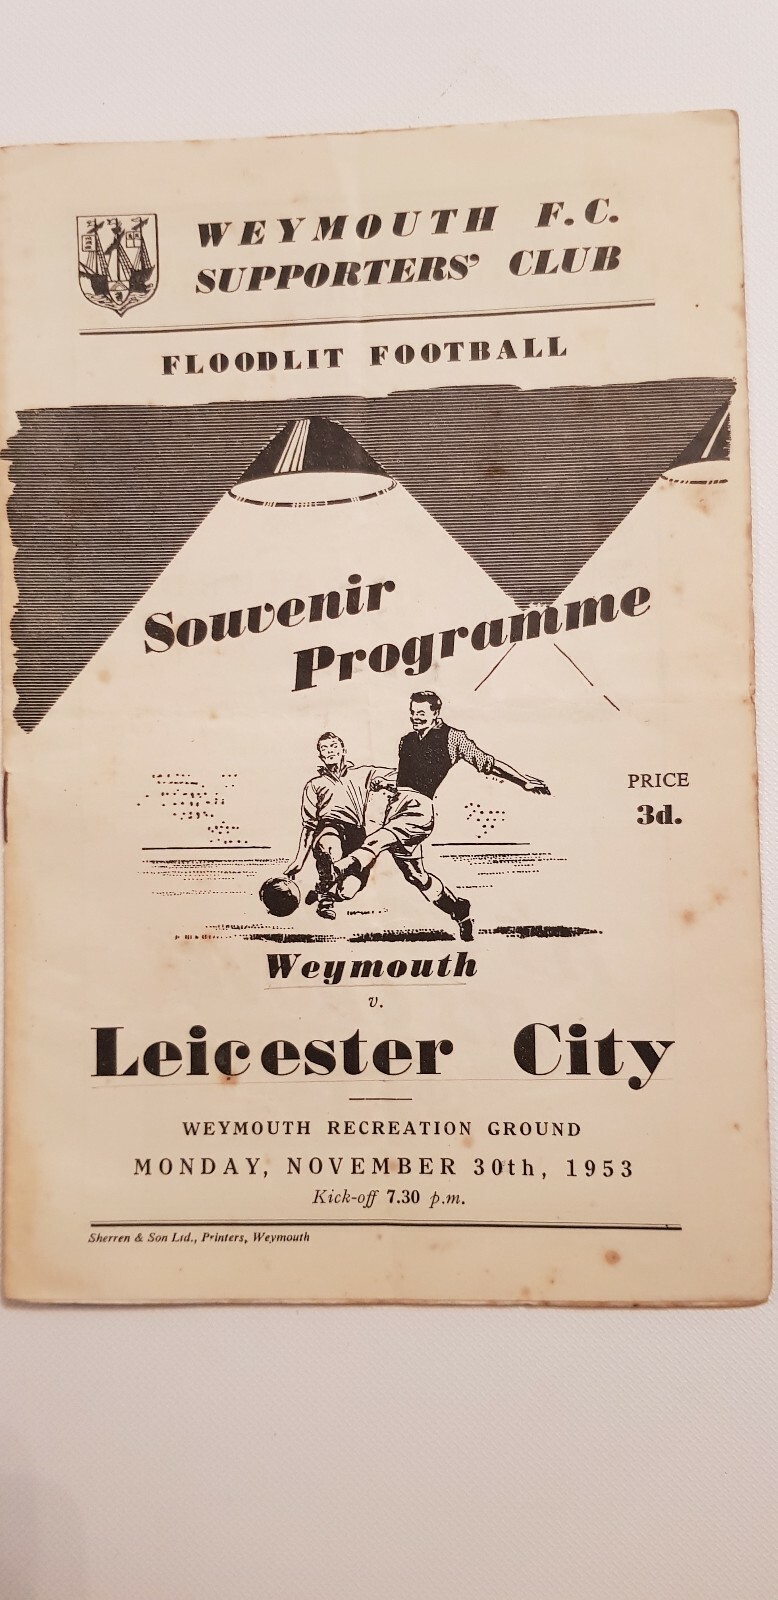 WEYMOUTH F.C.
SUPPORTERS' CLUB
FLOODLIT FOOTBALL
Souvenir
Programme
PRICE
3d.
Weymouth
v.
Leicester City
WEYMOUTH RECREATION GROUND
MONDAY, NOVEMBER 30th, 1953
Kick-off 7.30 p.m.
Sherren & Son Ltd., Printers, Weymouth